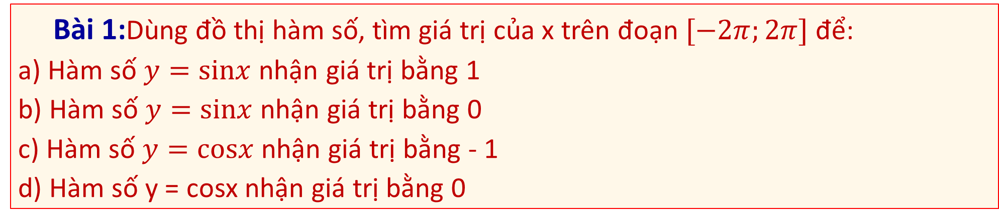 Bài 1:Dùng đồ thị hàm số, tìm giá trị của x trên đoạn [−2𝜋; 2𝜋] để:
a) Hàm số 𝑦 = sin𝑥 nhận giá trị bằng 1
b) Hàm số 𝑦 = sin𝑥 nhận giá trị bằng 0
c) Hàm số 𝑦 = cos𝑥 nhận giá trị bằng - 1
d) Hàm số y = cosx nhận giá trị bằng 0